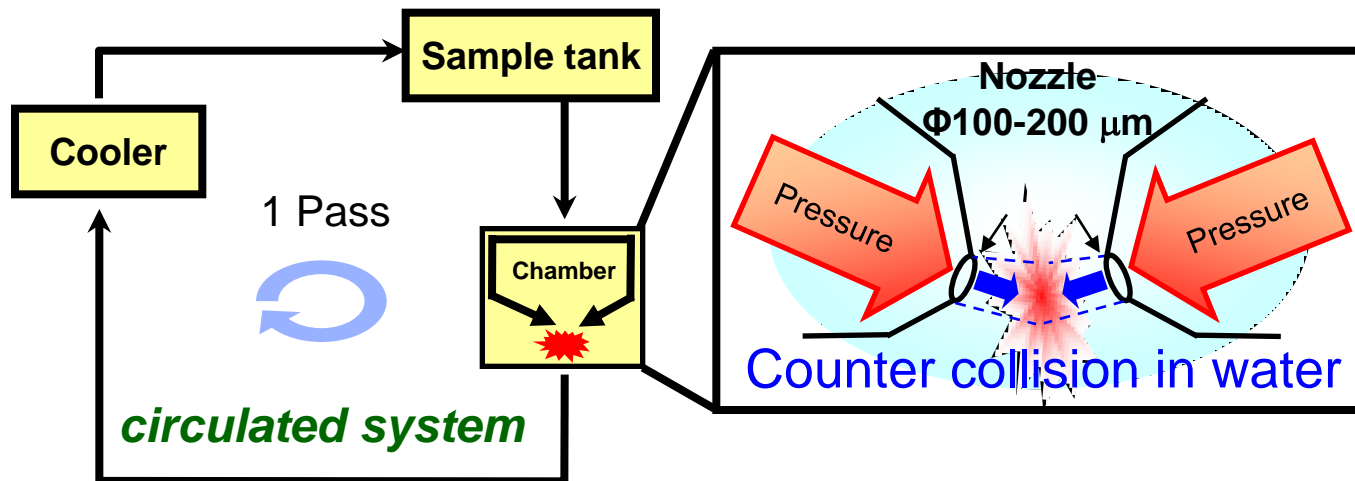 Sample tank
Cooler
1 Pass
Chamber
circulated system
Nozzle
Φ100-200 μm
Pressure
Pressure
Counter collision in water